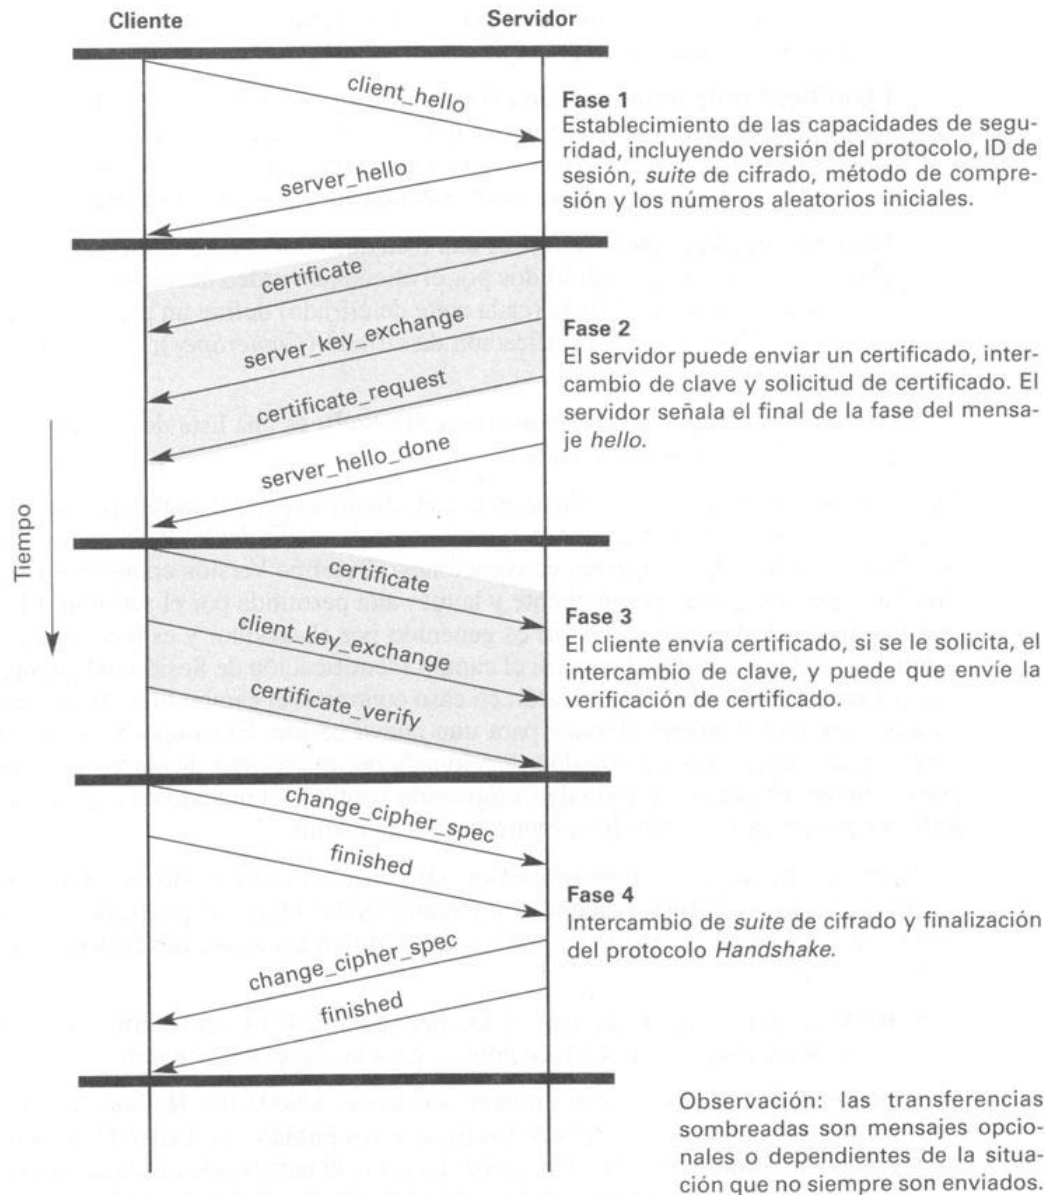 Cliente
Servidor
client_hello
server_hello
Fase 1
Establecimiento de las capacidades de segu-
ridad, incluyendo versión del protocolo, ID de
sesión, suite de cifrado, método de compre-
sión y los números aleatorios iniciales.
certificate
server_key_exchange
certificate_request
server_hello_done
Fase 2
El servidor puede enviar un certificado, inter-
cambio de clave y solicitud de certificado. El
servidor señala el final de la fase del mensa-
je hello.
Tiempo
certificate
client_key_exchange
certificate_verify
Fase 3
El cliente envía certificado, si se le solicita, el
intercambio de clave, y puede que envíe la
verificación de certificado.
change_cipher_spec
finished
change_cipher_spec
finished
Fase 4
Intercambio de suite de cifrado y finalización
del protocolo Handshake.
Observación: las transferencias
sombreadas son mensajes opcio-
nales o dependientes de la situa-
ción que no siempre son enviados.